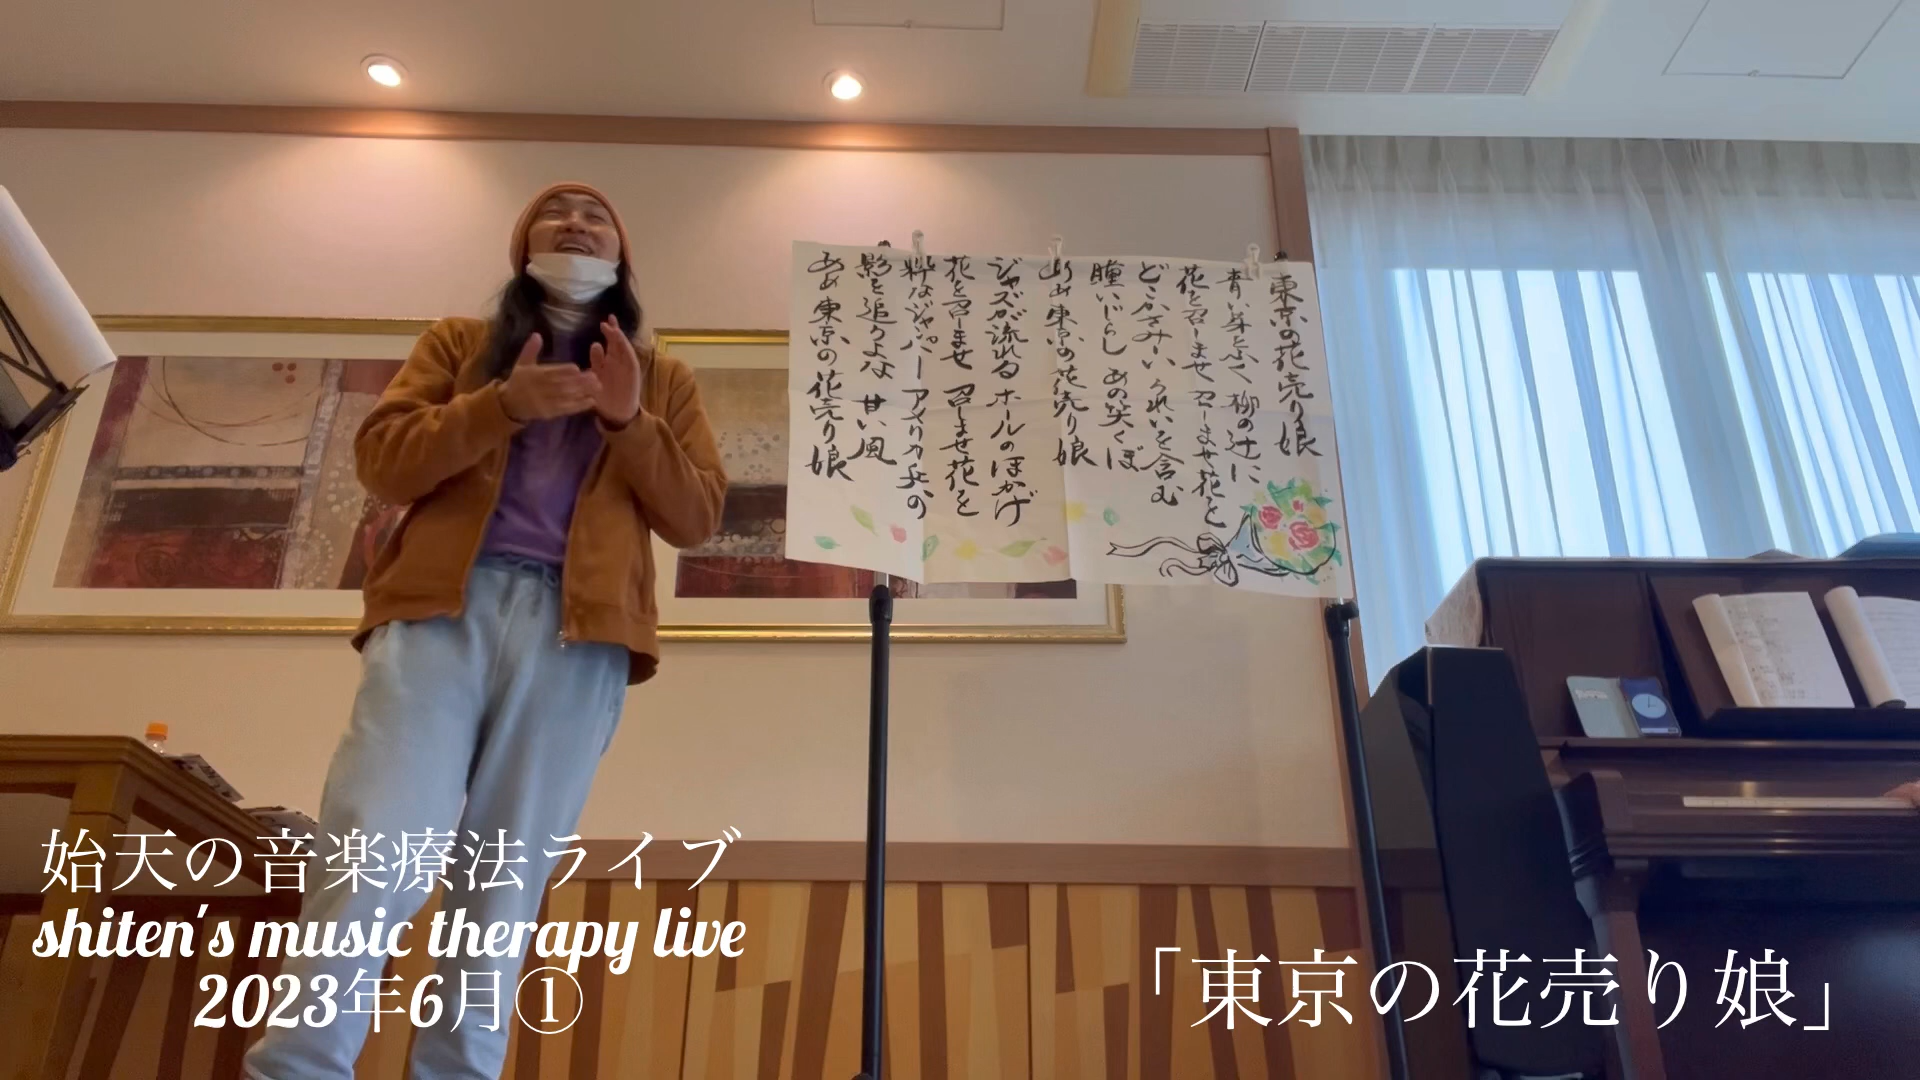 東京の花売り娘
青い芽をふく 柳の辻に
花を召しませ 召しませ花を
どこかさみしい うれいを含む
瞳いじらし あの笑くぼ
ああ 東京の花売り娘
ジャズが流れる ホールのほかげ
花を召しませ 召しませ花を
粋なジャンパー アメリカ兵の
影を追うよな 甘い風
ああ 東京の花売り娘
始天の音楽療法ライブ
shiten's music therapy live
2023年6月①
「東京の花売り娘」